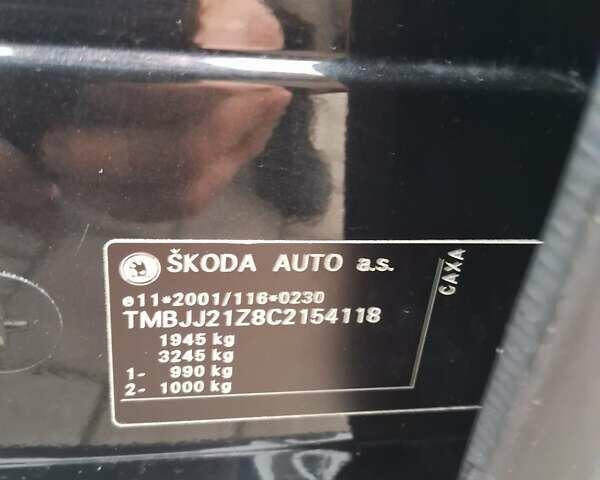 ŠKODA AUTO a.s.
e11*2001/116*0230
TMBJJ21Z8C2154118
1945 kg
3245 kg
1- 990 kg
2- 1000 kg
CAXA